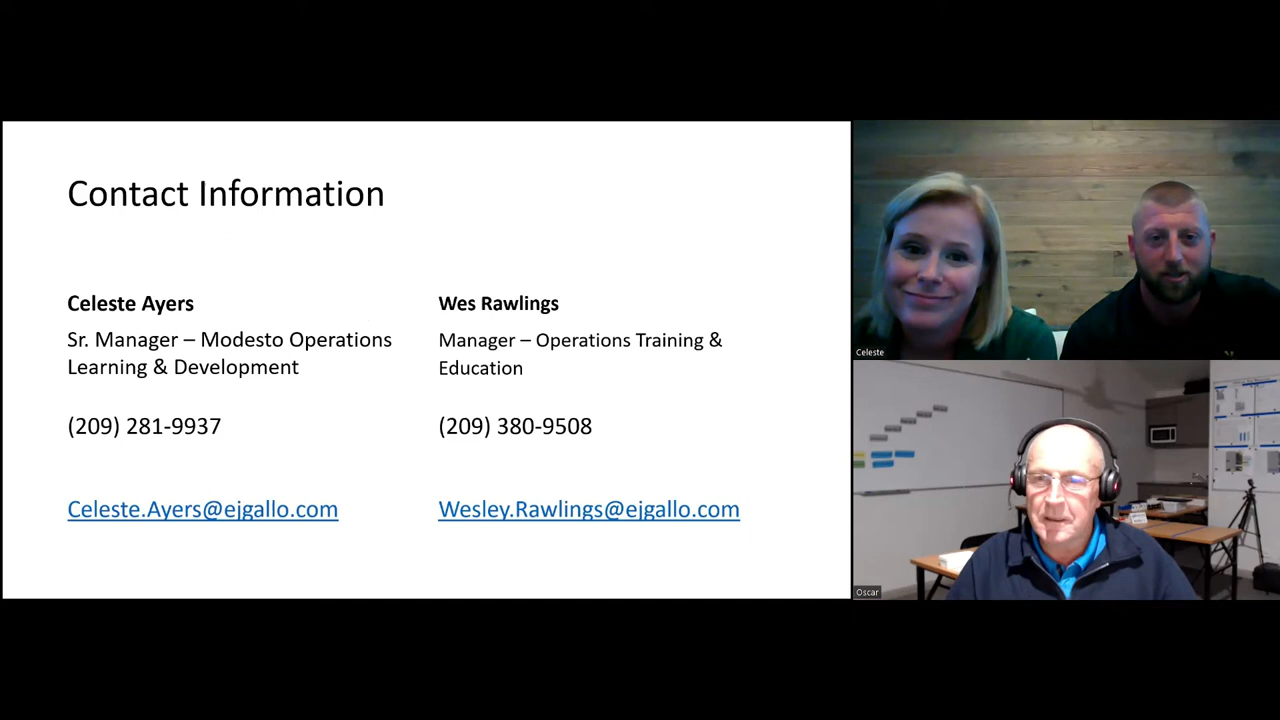 Contact Information
Celeste Ayers
Sr. Manager – Modesto Operations
Learning & Development
(209) 281-9937
Celeste.Ayers@ejgallo.com
Wes Rawlings
Manager – Operations Training &
Education
(209) 380-9508
Wesley.Rawlings@ejgallo.com
Celeste
Oscar